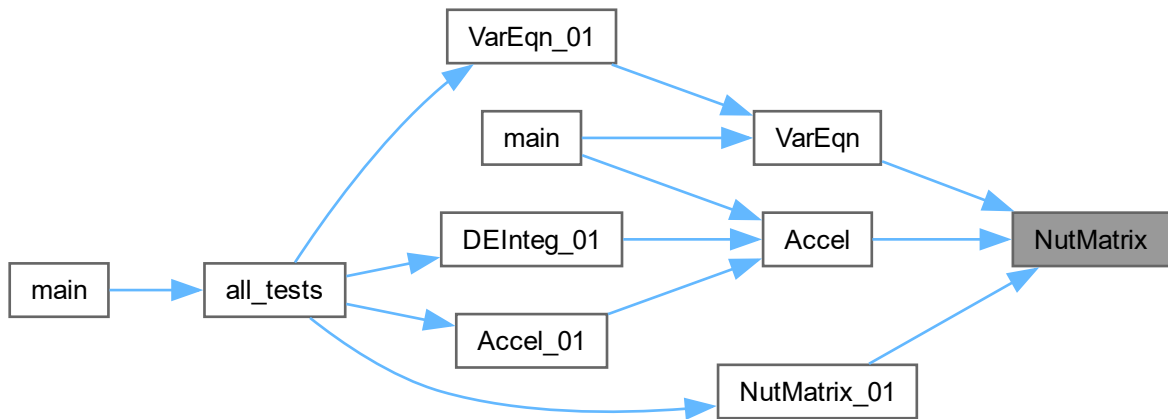 VarEqn_01
main
VarEqn
DEInteg_01
Accel
NutMatrix
main
all_tests
Accel_01
NutMatrix_01